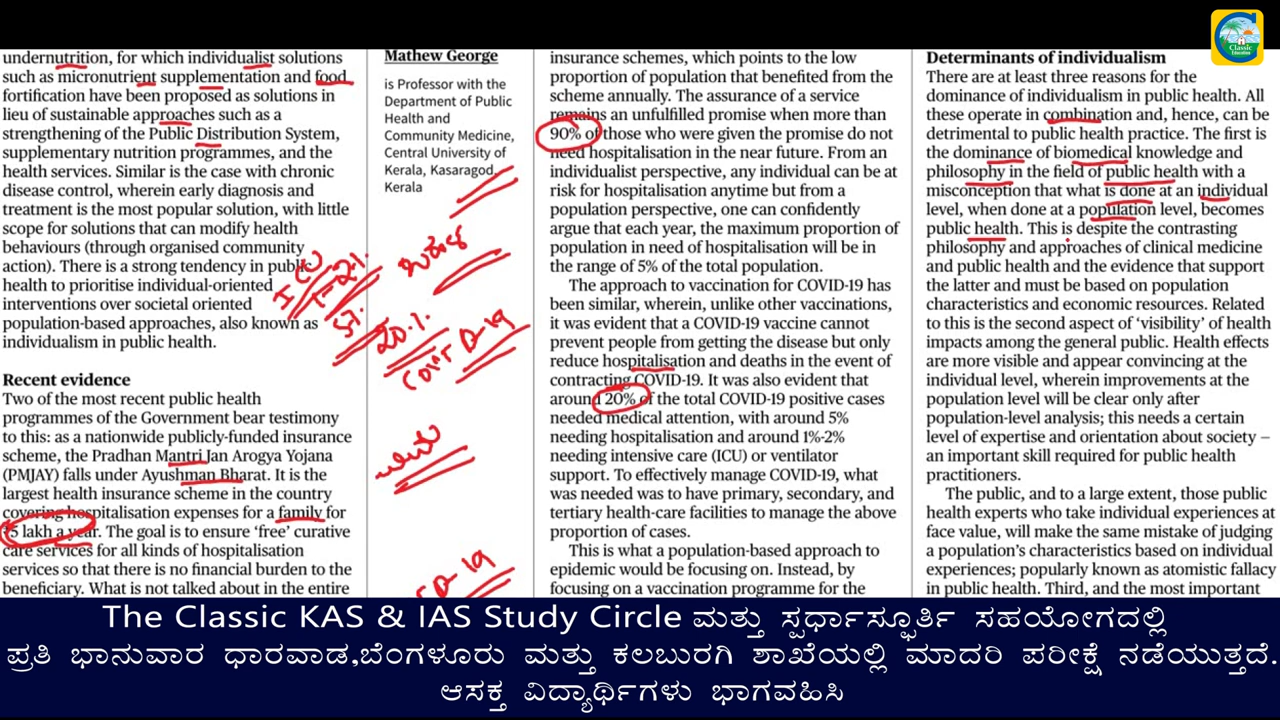 Classic
Education
undernutrition, for which individualist solutions
such as micronutrient supplementation and food
fortification have been proposed as solutions in
lieu of sustainable approaches such as a
strengthening of the Public Distribution System,
supplementary nutrition programmes, and the
health services. Similar is the case with chronic
disease control, wherein early diagnosis and
treatment is the most popular solution, with little
scope for solutions that can modify health
behaviours (through organised community
action). There is a strong tendency in public
health to prioritise individual-oriented
interventions over societal oriented
population-based approaches, also known as
individualism in public health.
Recent evidence
Two of the most recent public health
programmes of the Government bear testimony
to this: as a nationwide publicly-funded insurance
scheme, the Pradhan Mantri Jan Arogya Yojana
(PMJAY) falls under Ayushman Bharat. It is the
largest health insurance scheme in the country
covering hospitalisation expenses for a family for
₹5 lakh a year. The goal is to ensure ‘free’ curative
care services for all kinds of hospitalisation
services so that there is no financial burden to the
beneficiary. What is not talked about in the entire
Mathew George
is Professor with the
Department of Public
Health and
Community Medicine,
Central University of
Kerala, Kasaragod,
Kerala
ICU
1-2%
5%
20%
COVID-19
D-19
insurance schemes, which points to the low
proportion of population that benefited from the
scheme annually. The assurance of a service
remains an unfulfilled promise when more than
90% of those who were given the promise do not
need hospitalisation in the near future. From an
individualist perspective, any individual can be at
risk for hospitalisation anytime but from a
population perspective, one can confidently
argue that each year, the maximum proportion of
population in need of hospitalisation will be in
the range of 5% of the total population.
The approach to vaccination for COVID-19 has
been similar, wherein, unlike other vaccinations,
it was evident that a COVID-19 vaccine cannot
prevent people from getting the disease but only
reduce hospitalisation and deaths in the event of
contracting COVID-19. It was also evident that
around 20% of the total COVID-19 positive cases
needed medical attention, with around 5%
needing hospitalisation and around 1%-2%
needing intensive care (ICU) or ventilator
support. To effectively manage COVID-19, what
was needed was to have primary, secondary, and
tertiary health-care facilities to manage the above
proportion of cases.
This is what a population-based approach to
epidemic would be focusing on. Instead, by
focusing on a vaccination programme for the
Determinants of individualism
There are at least three reasons for the
dominance of individualism in public health. All
these operate in combination and, hence, can be
detrimental to public health practice. The first is
the dominance of biomedical knowledge and
philosophy in the field of public health with a
misconception that what is done at an individual
level, when done at a population level, becomes
public health. This is despite the contrasting
philosophy and approaches of clinical medicine
and public health and the evidence that support
the latter and must be based on population
characteristics and economic resources. Related
to this is the second aspect of ‘visibility’ of health
impacts among the general public. Health effects
are more visible and appear convincing at the
individual level, wherein improvements at the
population level will be clear only after
population-level analysis; this needs a certain
level of expertise and orientation about society –
an important skill required for public health
practitioners.
The public, and to a large extent, those public
health experts who take individual experiences at
face value, will make the same mistake of judging
a population’s characteristics based on individual
experiences; popularly known as atomistic fallacy
in public health. Third, and the most important
The Classic KAS & IAS Study Circle ಮತ್ತು ಸ್ಪರ್ಧಾಸ್ಫೂರ್ತಿ ಸಹಯೋಗದಲ್ಲಿ
ಪ್ರತಿ ಭಾನುವಾರ ಧಾರವಾಡ,ಬೆಂಗಳೂರು ಮತ್ತು ಕಲಬುರಗಿ ಶಾಖೆಯಲ್ಲಿ ಮಾದರಿ ಪರೀಕ್ಷೆ ನಡೆಯುತ್ತದೆ.
ಆಸಕ್ತ ವಿದ್ಯಾರ್ಥಿಗಳು ಭಾಗವಹಿಸಿ